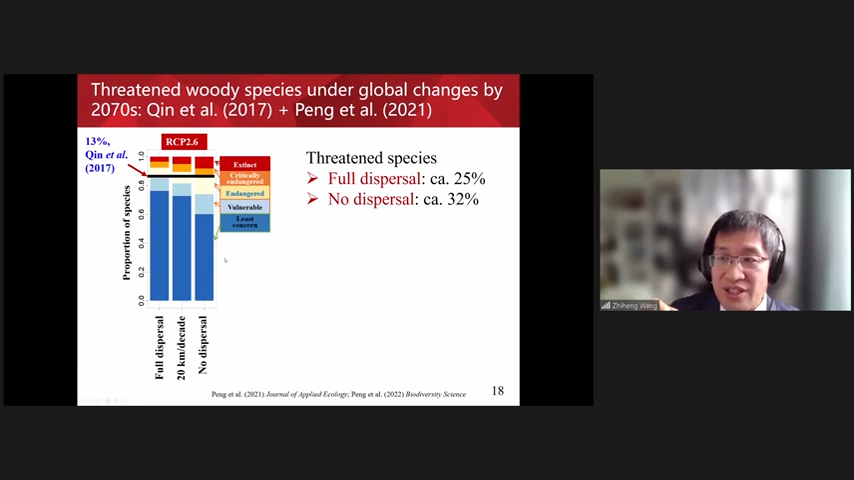 Threatened woody species under global changes by
2070s: Qin et al. (2017) + Peng et al. (2021)
13%,
Qin et al.
(2017)
RCP2.6
Proportion of species
1.0
0.8
0.6
0.4
0.2
0.0
Extinct
Critically
endangered
Endangered
Vulnerable
Least
concern
Full dispersal
20 km/decade
No dispersal
Threatened species
➢ Full dispersal: ca. 25%
➢ No dispersal: ca. 32%
Peng et al. (2021) Journal of Applied Ecology; Peng et al. (2022) Biodiversity Science
18
Zhiheng Wang